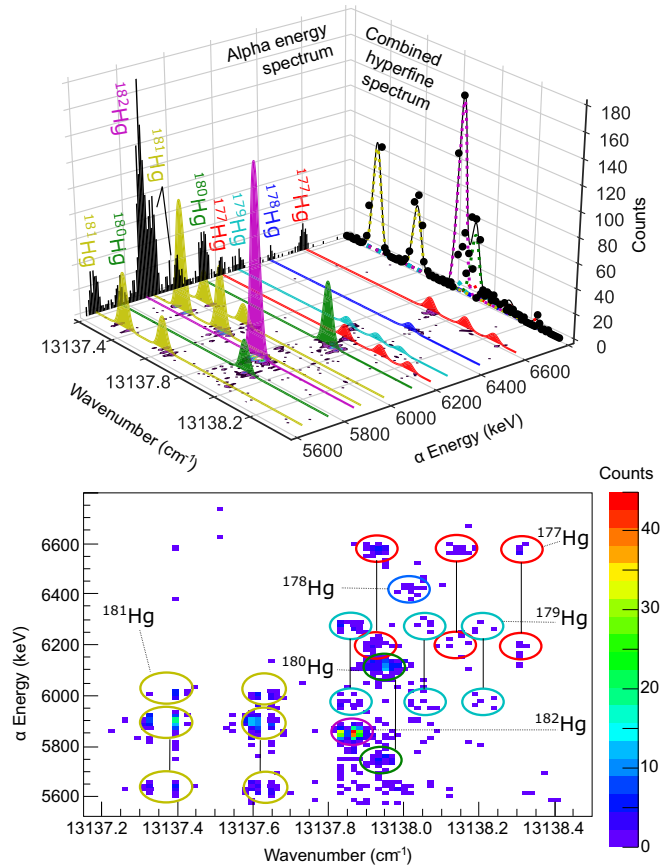 Alpha energy
spectrum
Combined
hyperfine
spectrum
¹⁸¹Hg
¹⁸⁰Hg
¹⁸²Hg
¹⁸¹Hg
¹⁸⁰Hg
¹⁷⁷Hg
¹⁷⁹Hg
¹⁷⁸Hg
¹⁷⁷Hg
180
160
140
120
100
80
60
40
20
0
Counts
13137.4
13137.8
13138.2
Wavenumber (cm⁻¹)
5600
5800
6000
6200
6400
6600
α Energy (keV)
Counts
6600
6400
6200
6000
5800
5600
α Energy (keV)
¹⁷⁷Hg
¹⁷⁸Hg
¹⁸¹Hg
¹⁷⁹Hg
¹⁸⁰Hg
¹⁸²Hg
40
30
20
10
0
13137.2 13137.4 13137.6 13137.8 13138.0 13138.2 13138.4
Wavenumber (cm⁻¹)